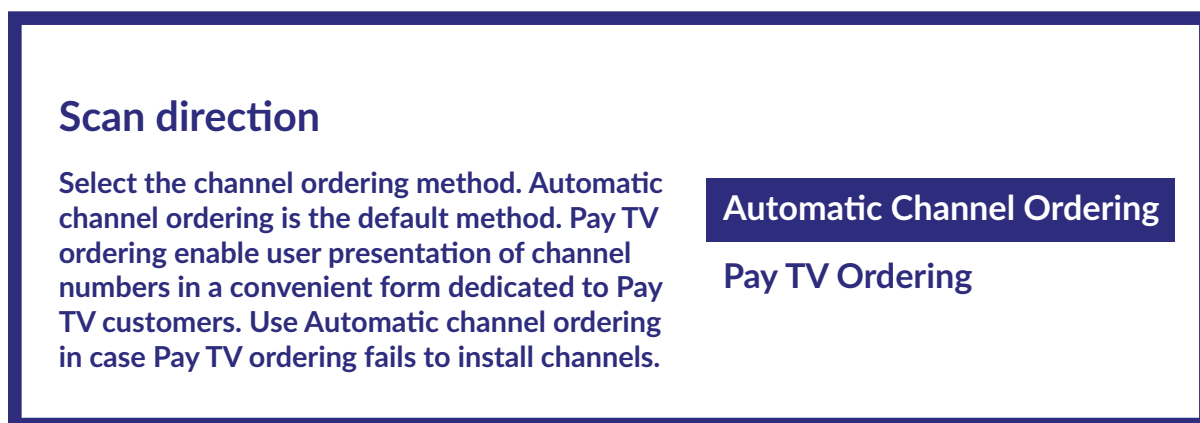 Scan direction
Select the channel ordering method. Automatic
channel ordering is the default method. Pay TV
ordering enable user presentation of channel
numbers in a convenient form dedicated to Pay
TV customers. Use Automatic channel ordering
in case Pay TV ordering fails to install channels.
Automatic Channel Ordering
Pay TV Ordering